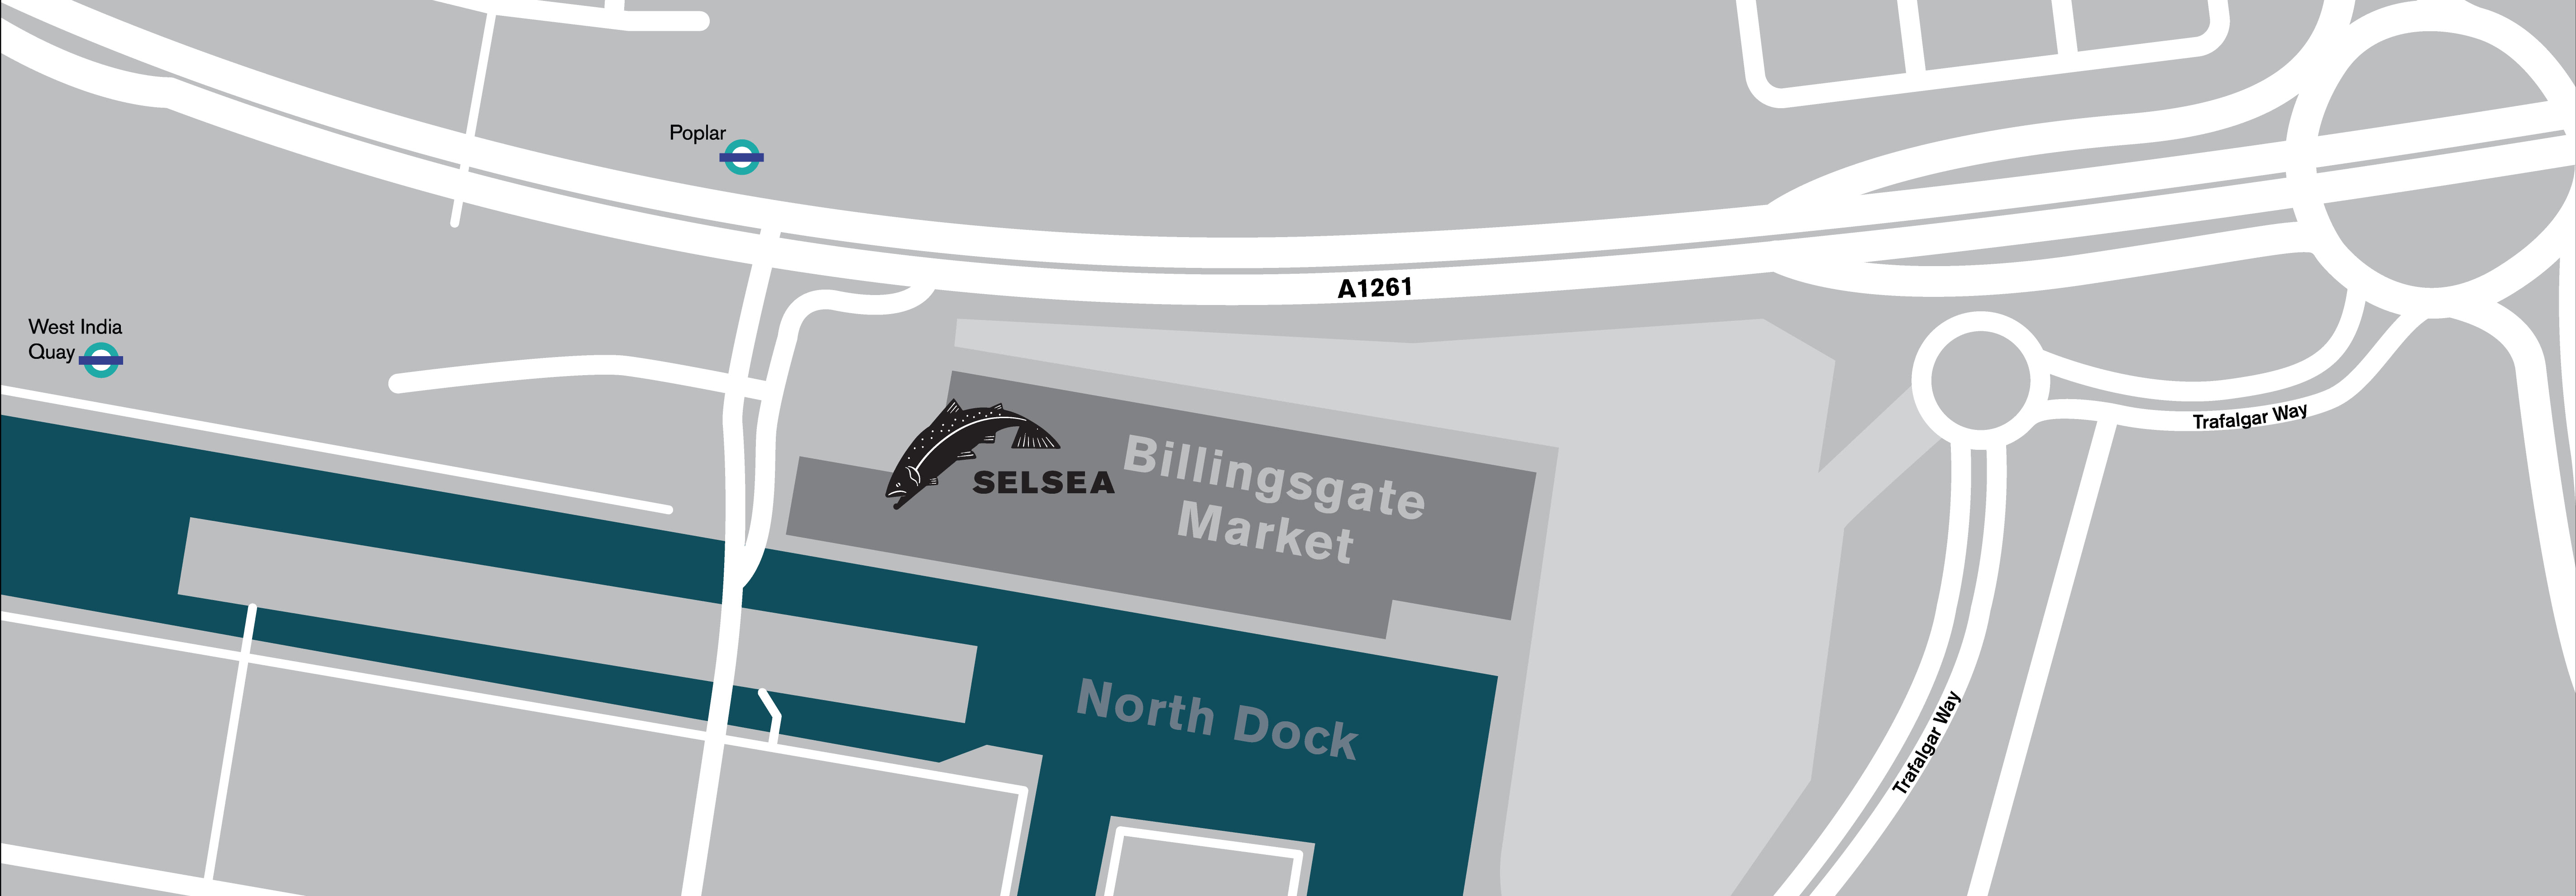 Poplar
West India
Quay
A1261
Trafalgar Way
SELSEA
Billingsgate
Market
North Dock
Trafalgar Way